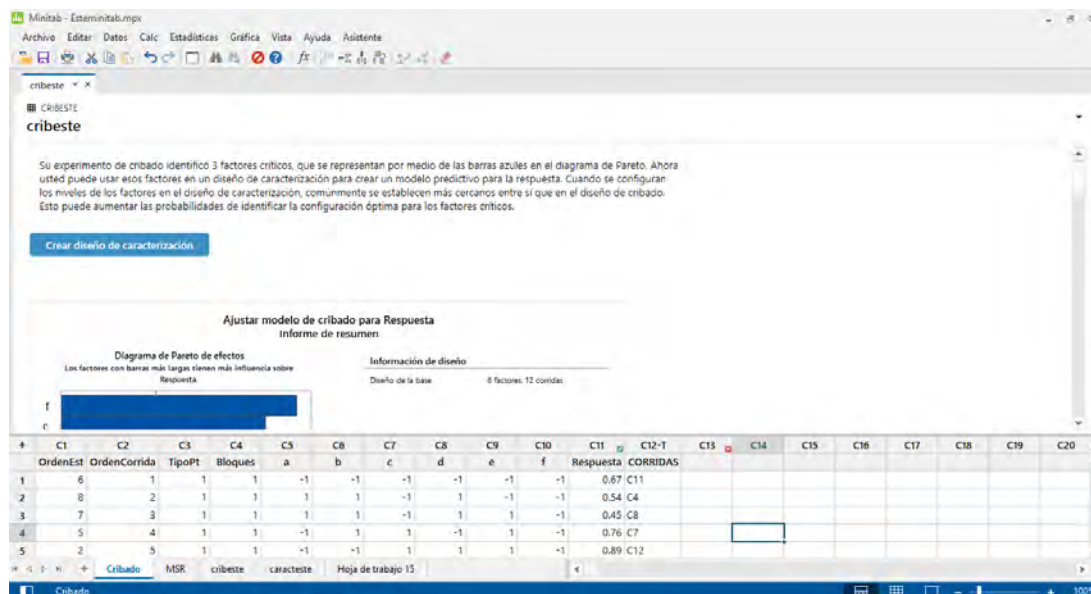 Minitab - Esteminitab.mpx
Archivo Editar Datos Calc Estadísticas Gráfica Vista Ayuda Asistente
cribeste
CRIBESTE
cribeste
Su experimento de cribado identificó 3 factores críticos, que se representan por medio de las barras azules en el diagrama de Pareto. Ahora
usted puede usar esos factores en un diseño de caracterización para crear un modelo predictivo para la respuesta. Cuando se configuran
los niveles de los factores en el diseño de caracterización, comúnmente se establecen más cercanos entre sí que en el diseño de cribado.
Esto puede aumentar las probabilidades de identificar la configuración óptima para los factores críticos.
Crear diseño de caracterización
Ajustar modelo de cribado para Respuesta
Informe de resumen
Diagrama de Pareto de efectos
Los factores con barras más largas tienen más influencia sobre
Respuesta
Información de diseño
Diseño de la base 6 factores, 12 corridas
f
c
+ C1 C2 C3 C4 C5 C6 C7 C8 C9 C10 C11 C12-T C13 C14 C15 C16 C17 C18 C19 C20
OrdenEst OrdenCorrida TipoPt Bloques a b c d e f Respuesta CORRIDAS
1 6 1 1 1 -1 -1 -1 -1 -1 -1 0.67 C11
2 8 2 1 1 1 1 -1 1 -1 -1 0.54 C4
3 7 3 1 1 1 1 -1 1 1 -1 0.45 C8
4 5 4 1 1 -1 1 1 -1 1 -1 0.76 C7
5 2 5 1 1 -1 -1 1 1 1 -1 0.89 C12
Cribado MSR cribeste caracteste Hoja de trabajo 15
Cribado